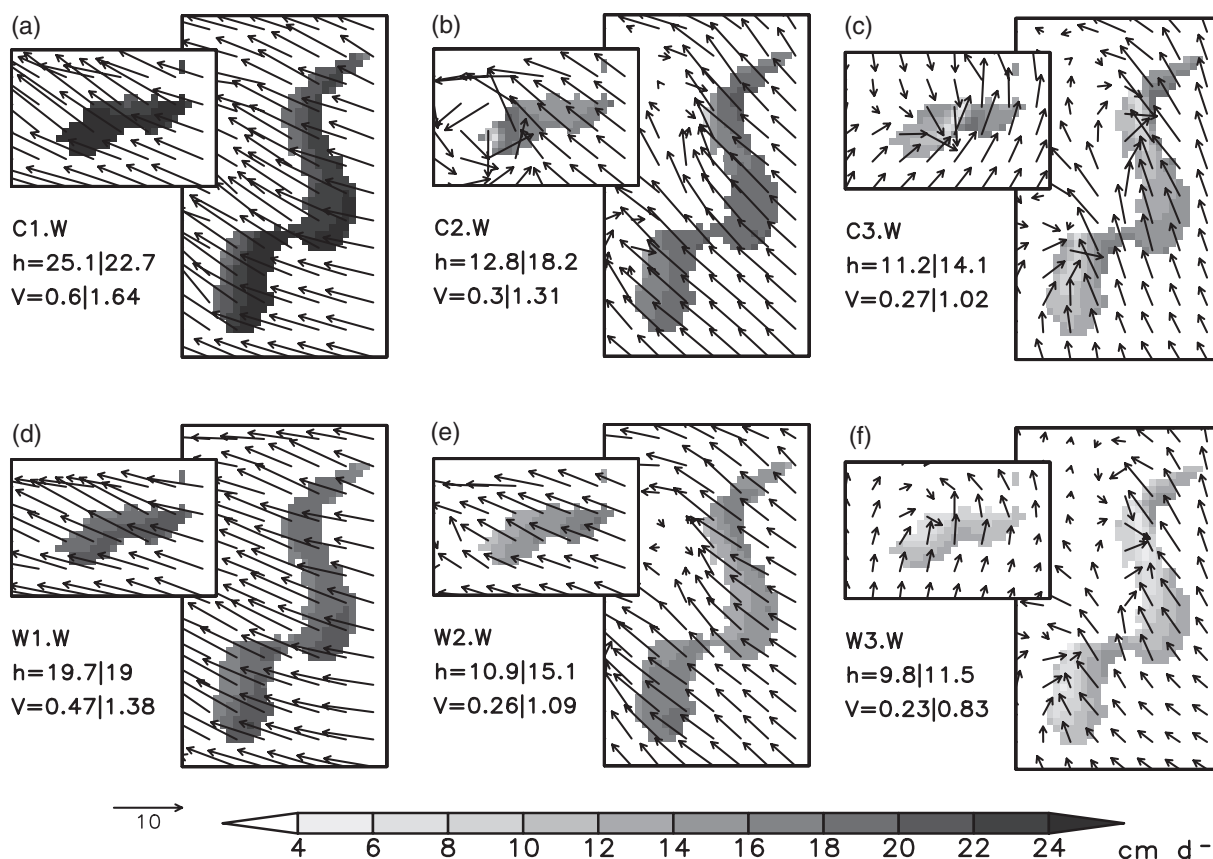 (a) (b) (c)
C1.W
h=25.1|22.7
V=0.6|1.64
C2.W
h=12.8|18.2
V=0.3|1.31
C3.W
h=11.2|14.1
V=0.27|1.02
(d) (e) (f)
W1.W
h=19.7|19
V=0.47|1.38
W2.W
h=10.9|15.1
V=0.26|1.09
W3.W
h=9.8|11.5
V=0.23|0.83
10
4 6 8 10 12 14 16 18 20 22 24 cm d⁻